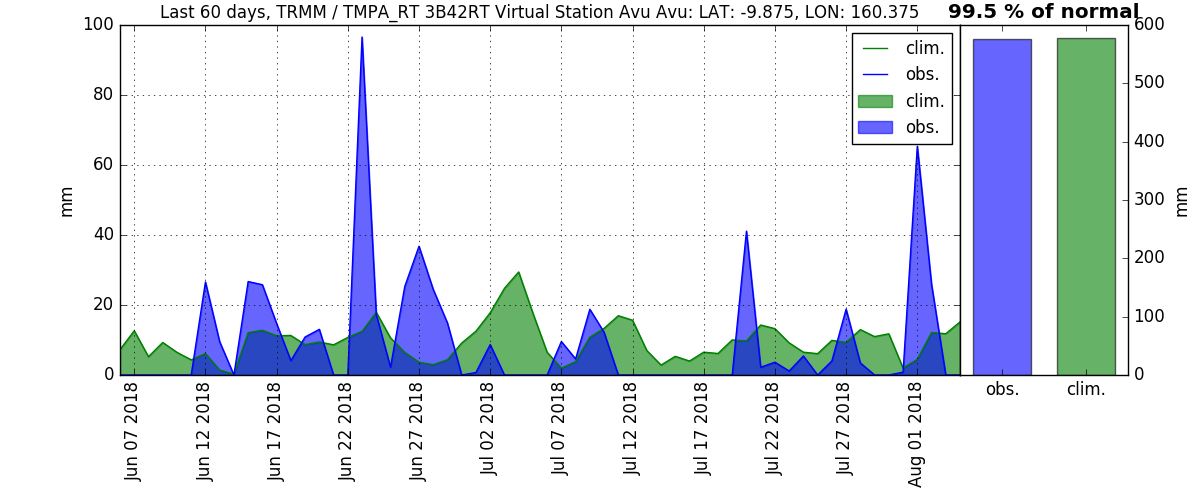 Last 60 days, TRMM / TMPA_RT 3B42RT Virtual Station Avu Avu: LAT: -9.875, LON: 160.375
99.5 % of normal
100
80
60
40
20
0
mm
clim.
obs.
clim.
obs.
600
500
400
300
200
100
0
mm
obs.
clim.
Jun 07 2018
Jun 12 2018
Jun 17 2018
Jun 22 2018
Jun 27 2018
Jul 02 2018
Jul 07 2018
Jul 12 2018
Jul 17 2018
Jul 22 2018
Jul 27 2018
Aug 01 2018